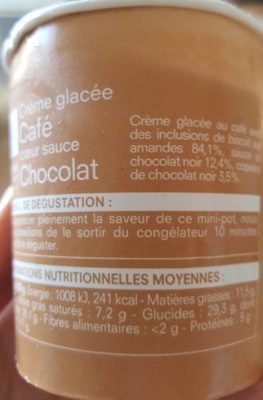 Crème glacée
Café
cœur sauce
Chocolat
Crème glacée au café avec
des inclusions de biscuit aux
amandes 84,1%, sauce au
chocolat noir 12,4%, copeaux
de chocolat noir 3,5%
DE DÉGUSTATION :
pleinement la saveur de ce mini-pot, nous
de le sortir du congélateur 10 minutes
déguster.
NUTRITIONNELLES MOYENNES :
Energie : 1008 kJ, 241 kcal - Matières grasses : 11,5 g
gras saturés : 7,2 g - Glucides : 29,3 g, dont
- Fibres alimentaires : <2 g - Protéines : 5 g